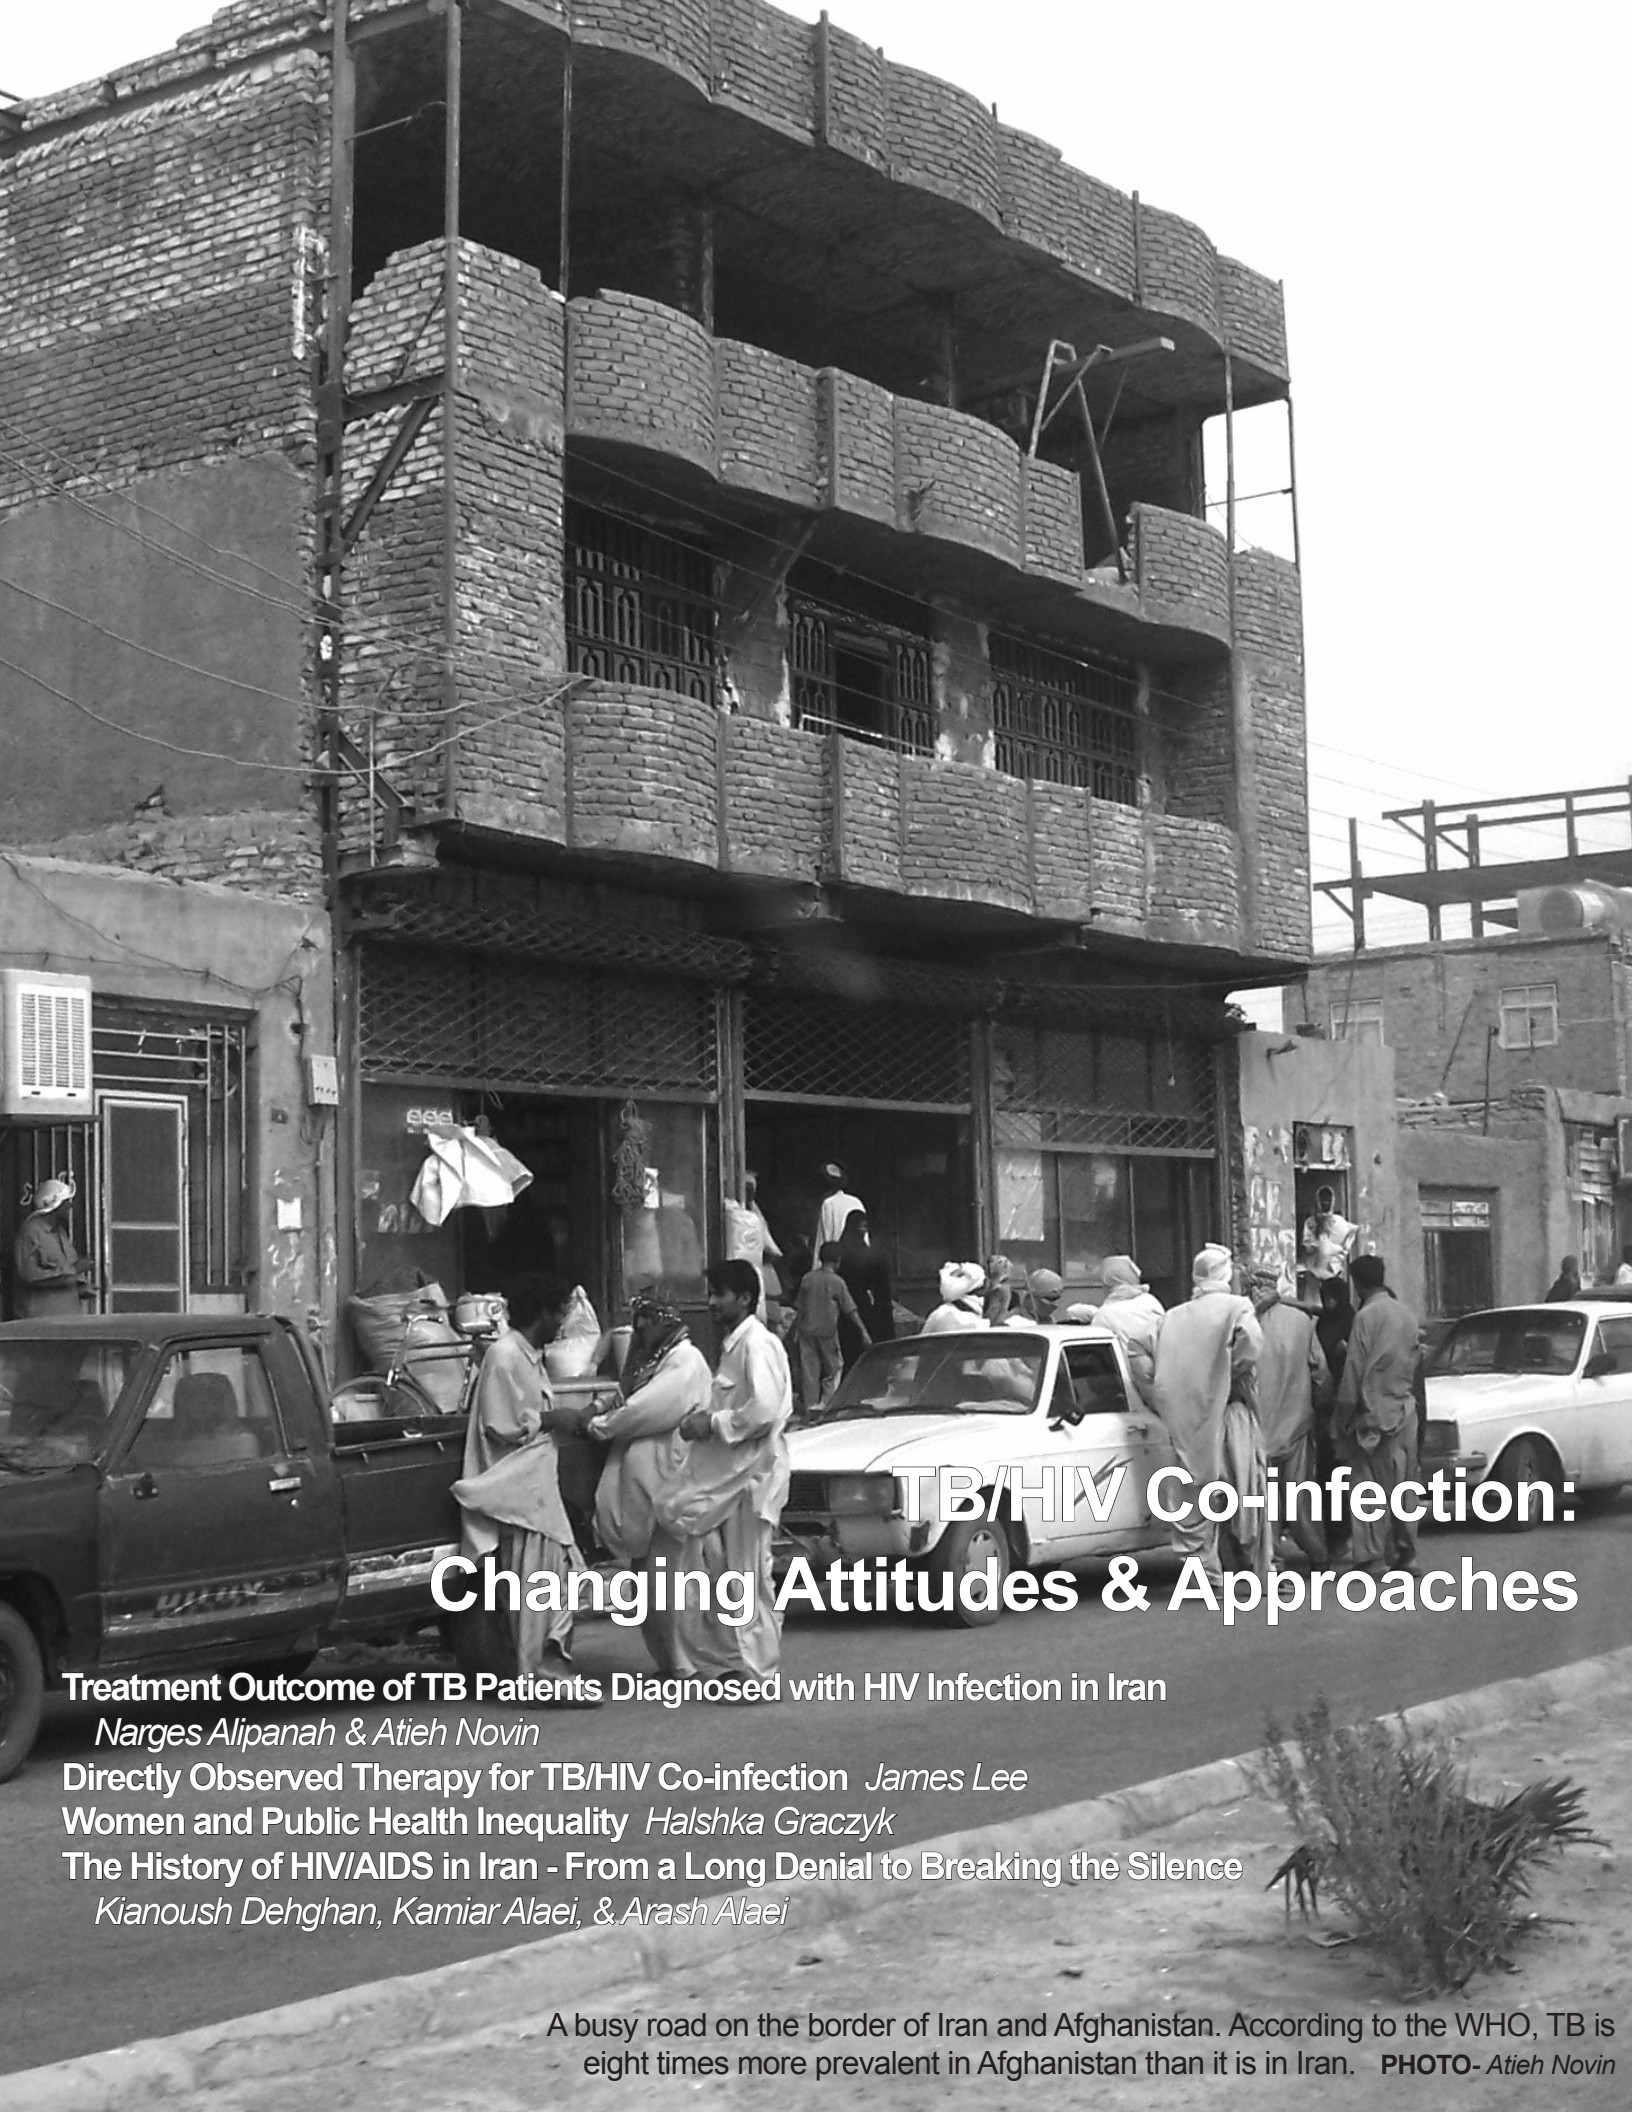 TB/HIV Co-infection:
Changing Attitudes & Approaches
Treatment Outcome of TB Patients Diagnosed with HIV Infection in Iran
Narges Alipanah & Atieh Novin
Directly Observed Therapy for TB/HIV Co-infection James Lee
Women and Public Health Inequality Halshka Graczyk
The History of HIV/AIDS in Iran - From a Long Denial to Breaking the Silence
Kianoush Dehghan, Kamiar Alaei, & Arash Alaei
A busy road on the border of Iran and Afghanistan. According to the WHO, TB is
eight times more prevalent in Afghanistan than it is in Iran. PHOTO- Atieh Novin